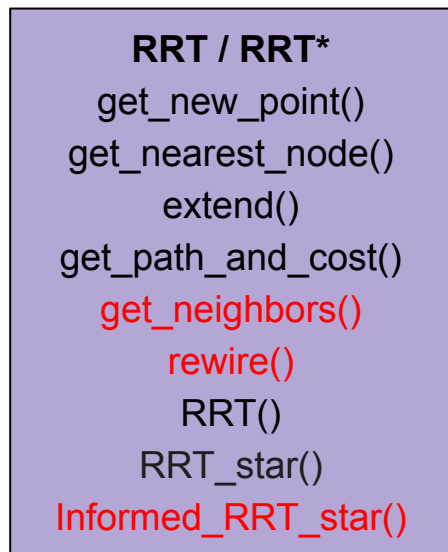 RRT / RRT*
get_new_point()
get_nearest_node()
extend()
get_path_and_cost()
get_neighbors()
rewire()
RRT()
RRT_star()
Informed_RRT_star()